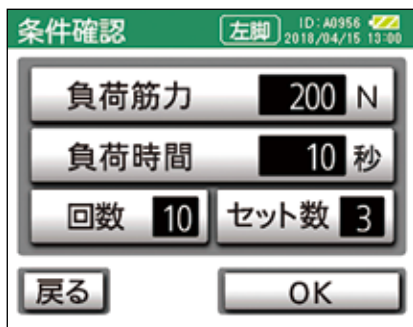 条件確認 左脚 ID:A0956
2018/04/15 13:00
負荷筋力 200 N
負荷時間 10 秒
回数 10 セット数 3
戻る OK